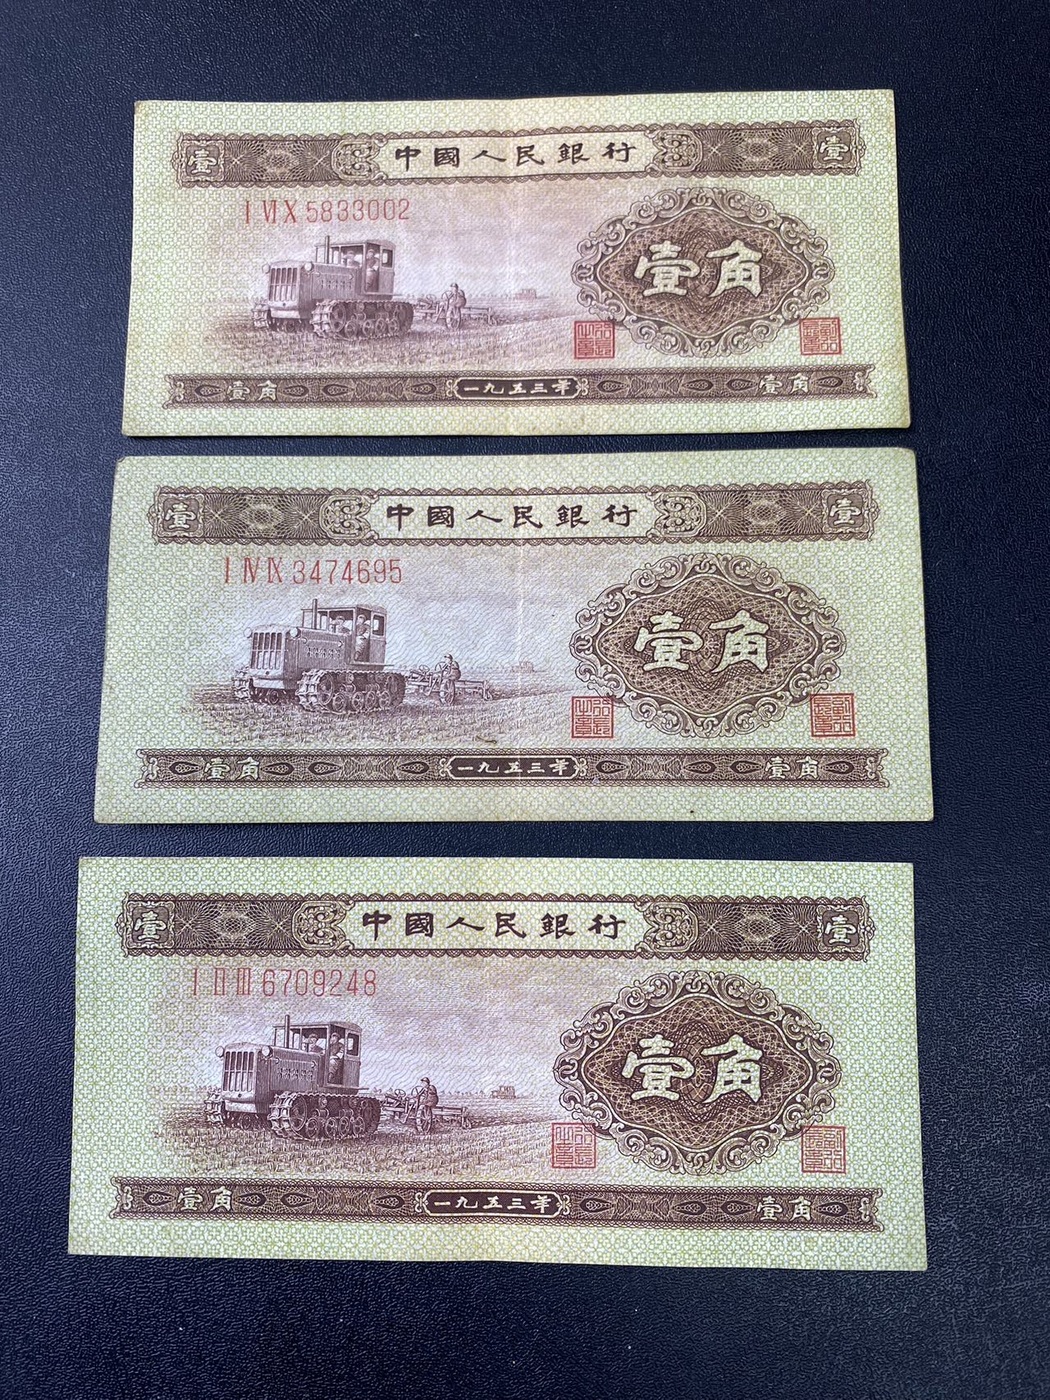 壹 中國人民銀行 壹
I VI X 5833002
壹角
壹角 一九五三年 壹角
壹 中國人民銀行 壹
I IV IX 3474695
壹角
壹角 一九五三年 壹角
壹 中國人民銀行 壹
I II III 6709248
壹角
壹角 一九五三年 壹角